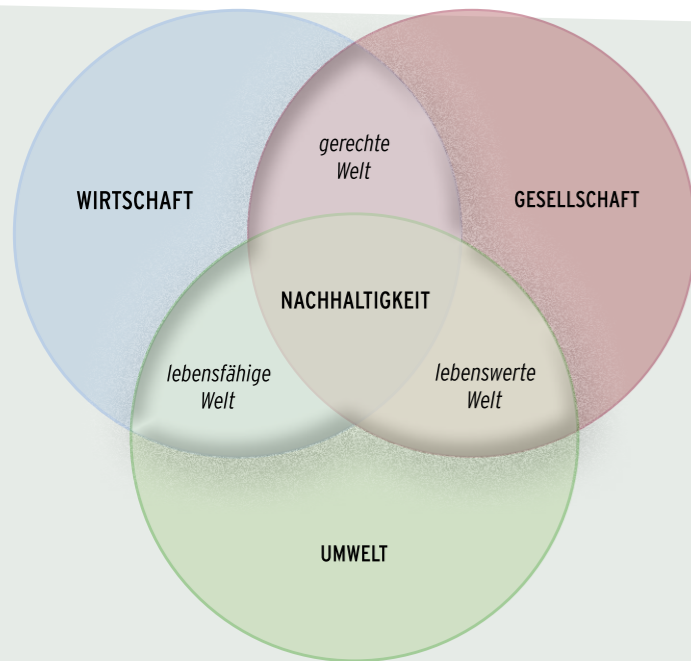 gerechte
Welt
WIRTSCHAFT
GESELLSCHAFT
NACHHALTIGKEIT
lebensfähige
Welt
lebenswerte
Welt
UMWELT